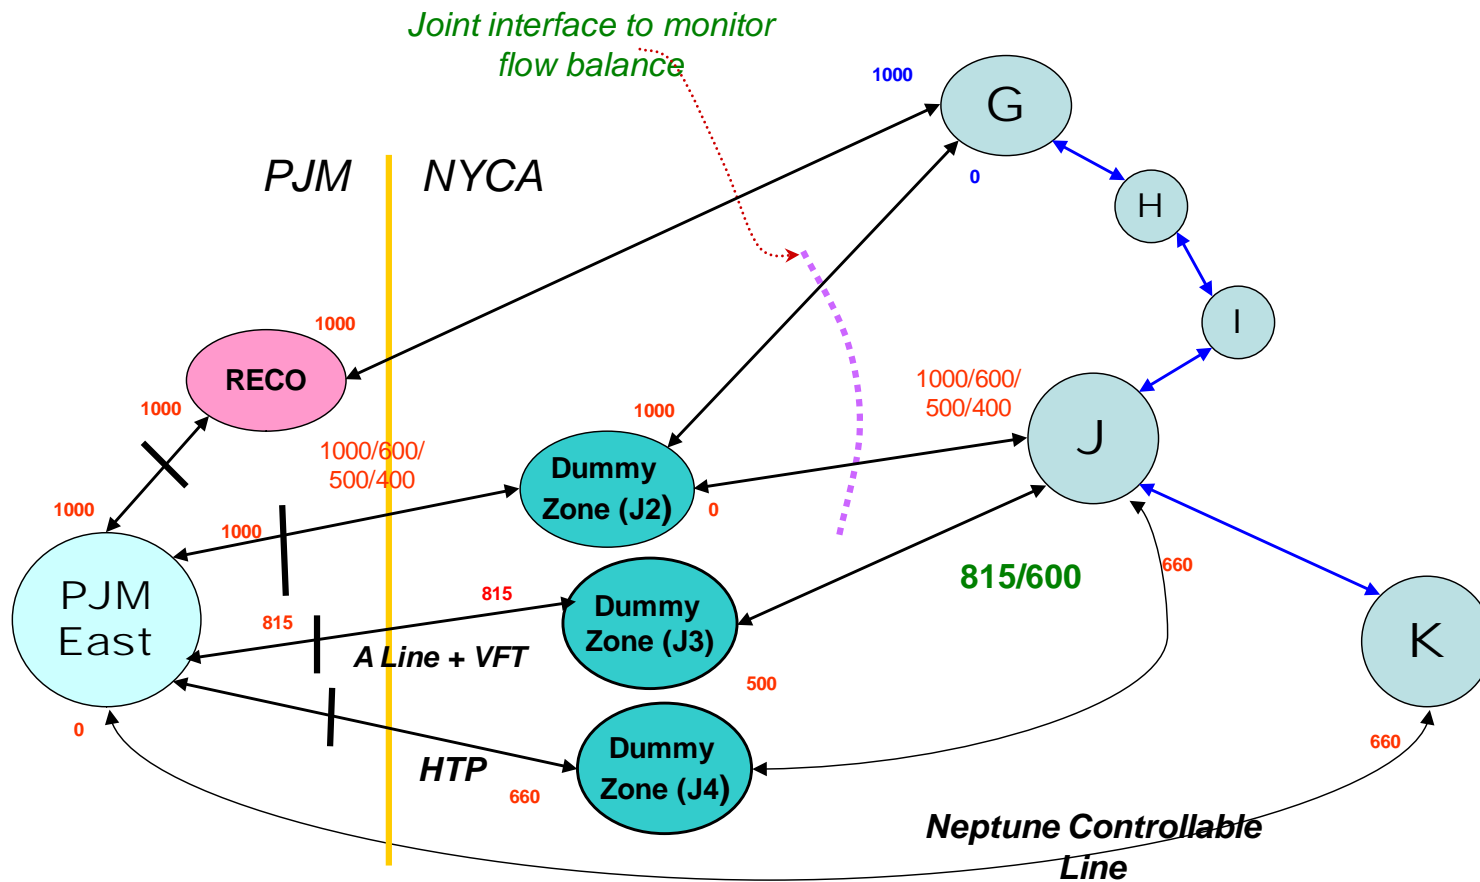 Joint interface to monitor
flow balance
1000
G
PJM
NYCA
0
H
I
1000
RECO
1000
1000/600/
500/400
1000
1000/600/
500/400
J
Dummy
Zone (J2)
0
1000
1000
PJM
East
815
815
A Line + VFT
Dummy
Zone (J3)
500
815/600
660
K
0
HTP
660
Dummy
Zone (J4)
660
Neptune Controllable
Line